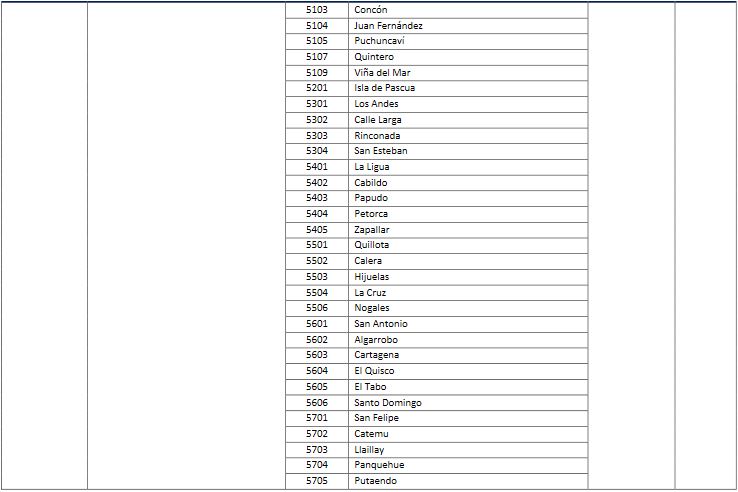 5103 Concón
5104 Juan Fernández
5105 Puchuncaví
5107 Quintero
5109 Viña del Mar
5201 Isla de Pascua
5301 Los Andes
5302 Calle Larga
5303 Rinconada
5304 San Esteban
5401 La Ligua
5402 Cabildo
5403 Papudo
5404 Petorca
5405 Zapallar
5501 Quillota
5502 Calera
5503 Hijuelas
5504 La Cruz
5506 Nogales
5601 San Antonio
5602 Algarrobo
5603 Cartagena
5604 El Quisco
5605 El Tabo
5606 Santo Domingo
5701 San Felipe
5702 Catemu
5703 Llaillay
5704 Panquehue
5705 Putaendo